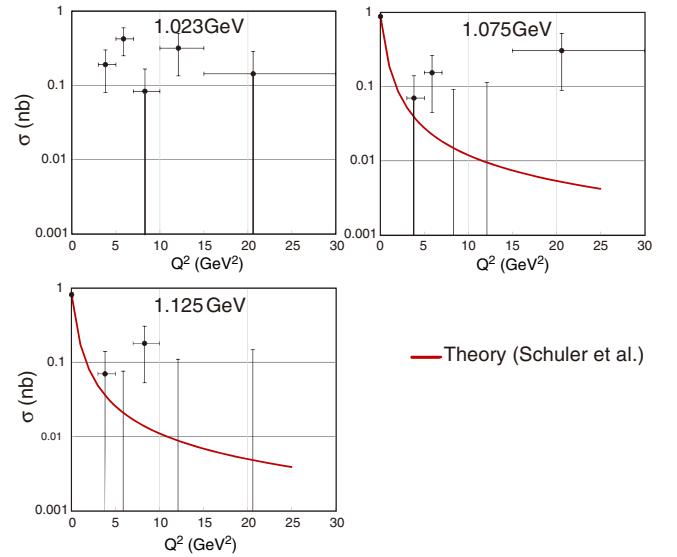 1.023GeV
1
0.1
0.01
0.001
σ (nb)
0 5 10 15 20 25 30
Q² (GeV²)
1.075GeV
1
0.1
0.01
0.001
0 5 10 15 20 25 30
Q² (GeV²)
1.125GeV
1
0.1
0.01
0.001
σ (nb)
0 5 10 15 20 25 30
Q² (GeV²)
Theory (Schuler et al.)